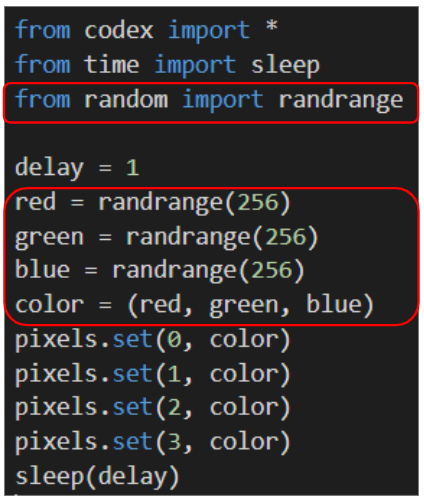 from codex import *
from time import sleep
from random import randrange
delay = 1
red = randrange(256)
green = randrange(256)
blue = randrange(256)
color = (red, green, blue)
pixels.set(0, color)
pixels.set(1, color)
pixels.set(2, color)
pixels.set(3, color)
sleep(delay)